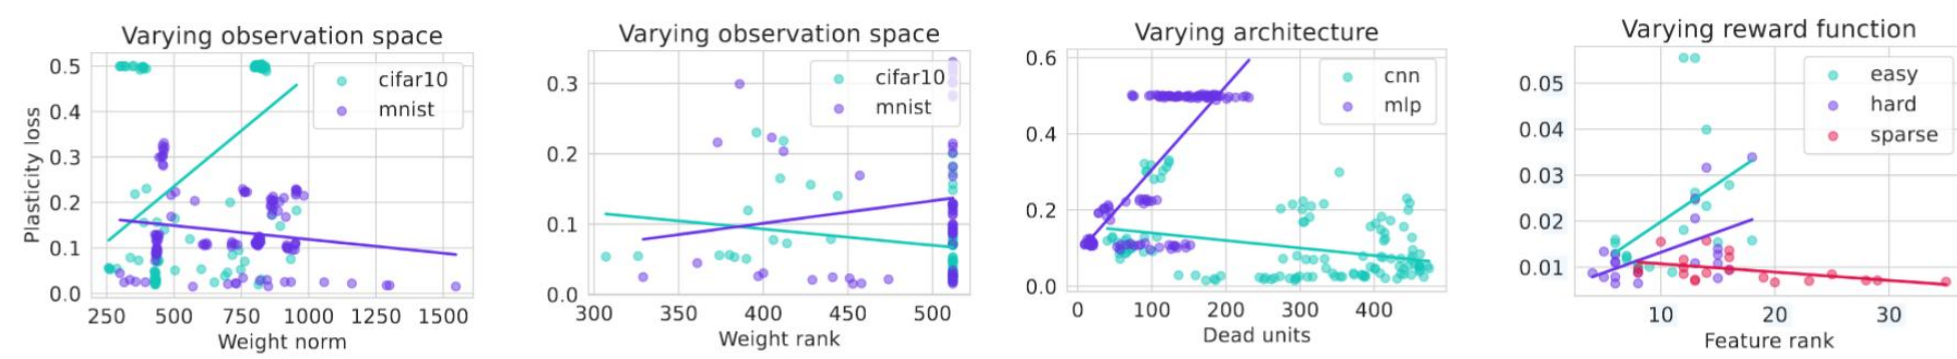 Varying observation space
Plasticity loss
0.5
0.4
0.3
0.2
0.1
0.0
cifar10
mnist
250 500 750 1000 1250 1500
Weight norm
Varying observation space
0.3
0.2
0.1
0.0
cifar10
mnist
300 350 400 450 500
Weight rank
Varying architecture
0.6
0.4
0.2
0.0
cnn
mlp
0 100 200 300 400
Dead units
Varying reward function
0.05
0.04
0.03
0.02
0.01
easy
hard
sparse
10 20 30
Feature rank